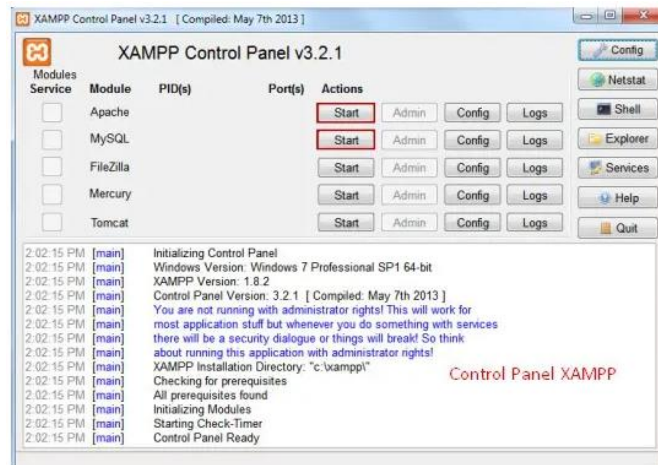 XAMPP Control Panel v3.2.1 [ Compiled: May 7th 2013 ]
XAMPP Control Panel v3.2.1
Config
Modules
Service Module PID(s) Port(s) Actions
Netstat
Apache Start Admin Config Logs
Shell
MySQL Start Admin Config Logs
Explorer
FileZilla Start Admin Config Logs
Services
Mercury Start Admin Config Logs
Help
Tomcat Start Admin Config Logs
Quit
2:02:15 PM [main] Initializing Control Panel
2:02:15 PM [main] Windows Version: Windows 7 Professional SP1 64-bit
2:02:15 PM [main] XAMPP Version: 1.8.2
2:02:15 PM [main] Control Panel Version: 3.2.1 [ Compiled: May 7th 2013 ]
2:02:15 PM [main] You are not running with administrator rights! This will work for
2:02:15 PM [main] most application stuff but whenever you do something with services
2:02:15 PM [main] there will be a security dialogue or things will break! So think
2:02:15 PM [main] about running this application with administrator rights!
2:02:15 PM [main] XAMPP Installation Directory: "c:\xampp\"
2:02:15 PM [main] Checking for prerequisites
2:02:15 PM [main] All prerequisites found
2:02:15 PM [main] Initializing Modules
2:02:15 PM [main] Starting Check-Timer
2:02:15 PM [main] Control Panel Ready
Control Panel XAMPP